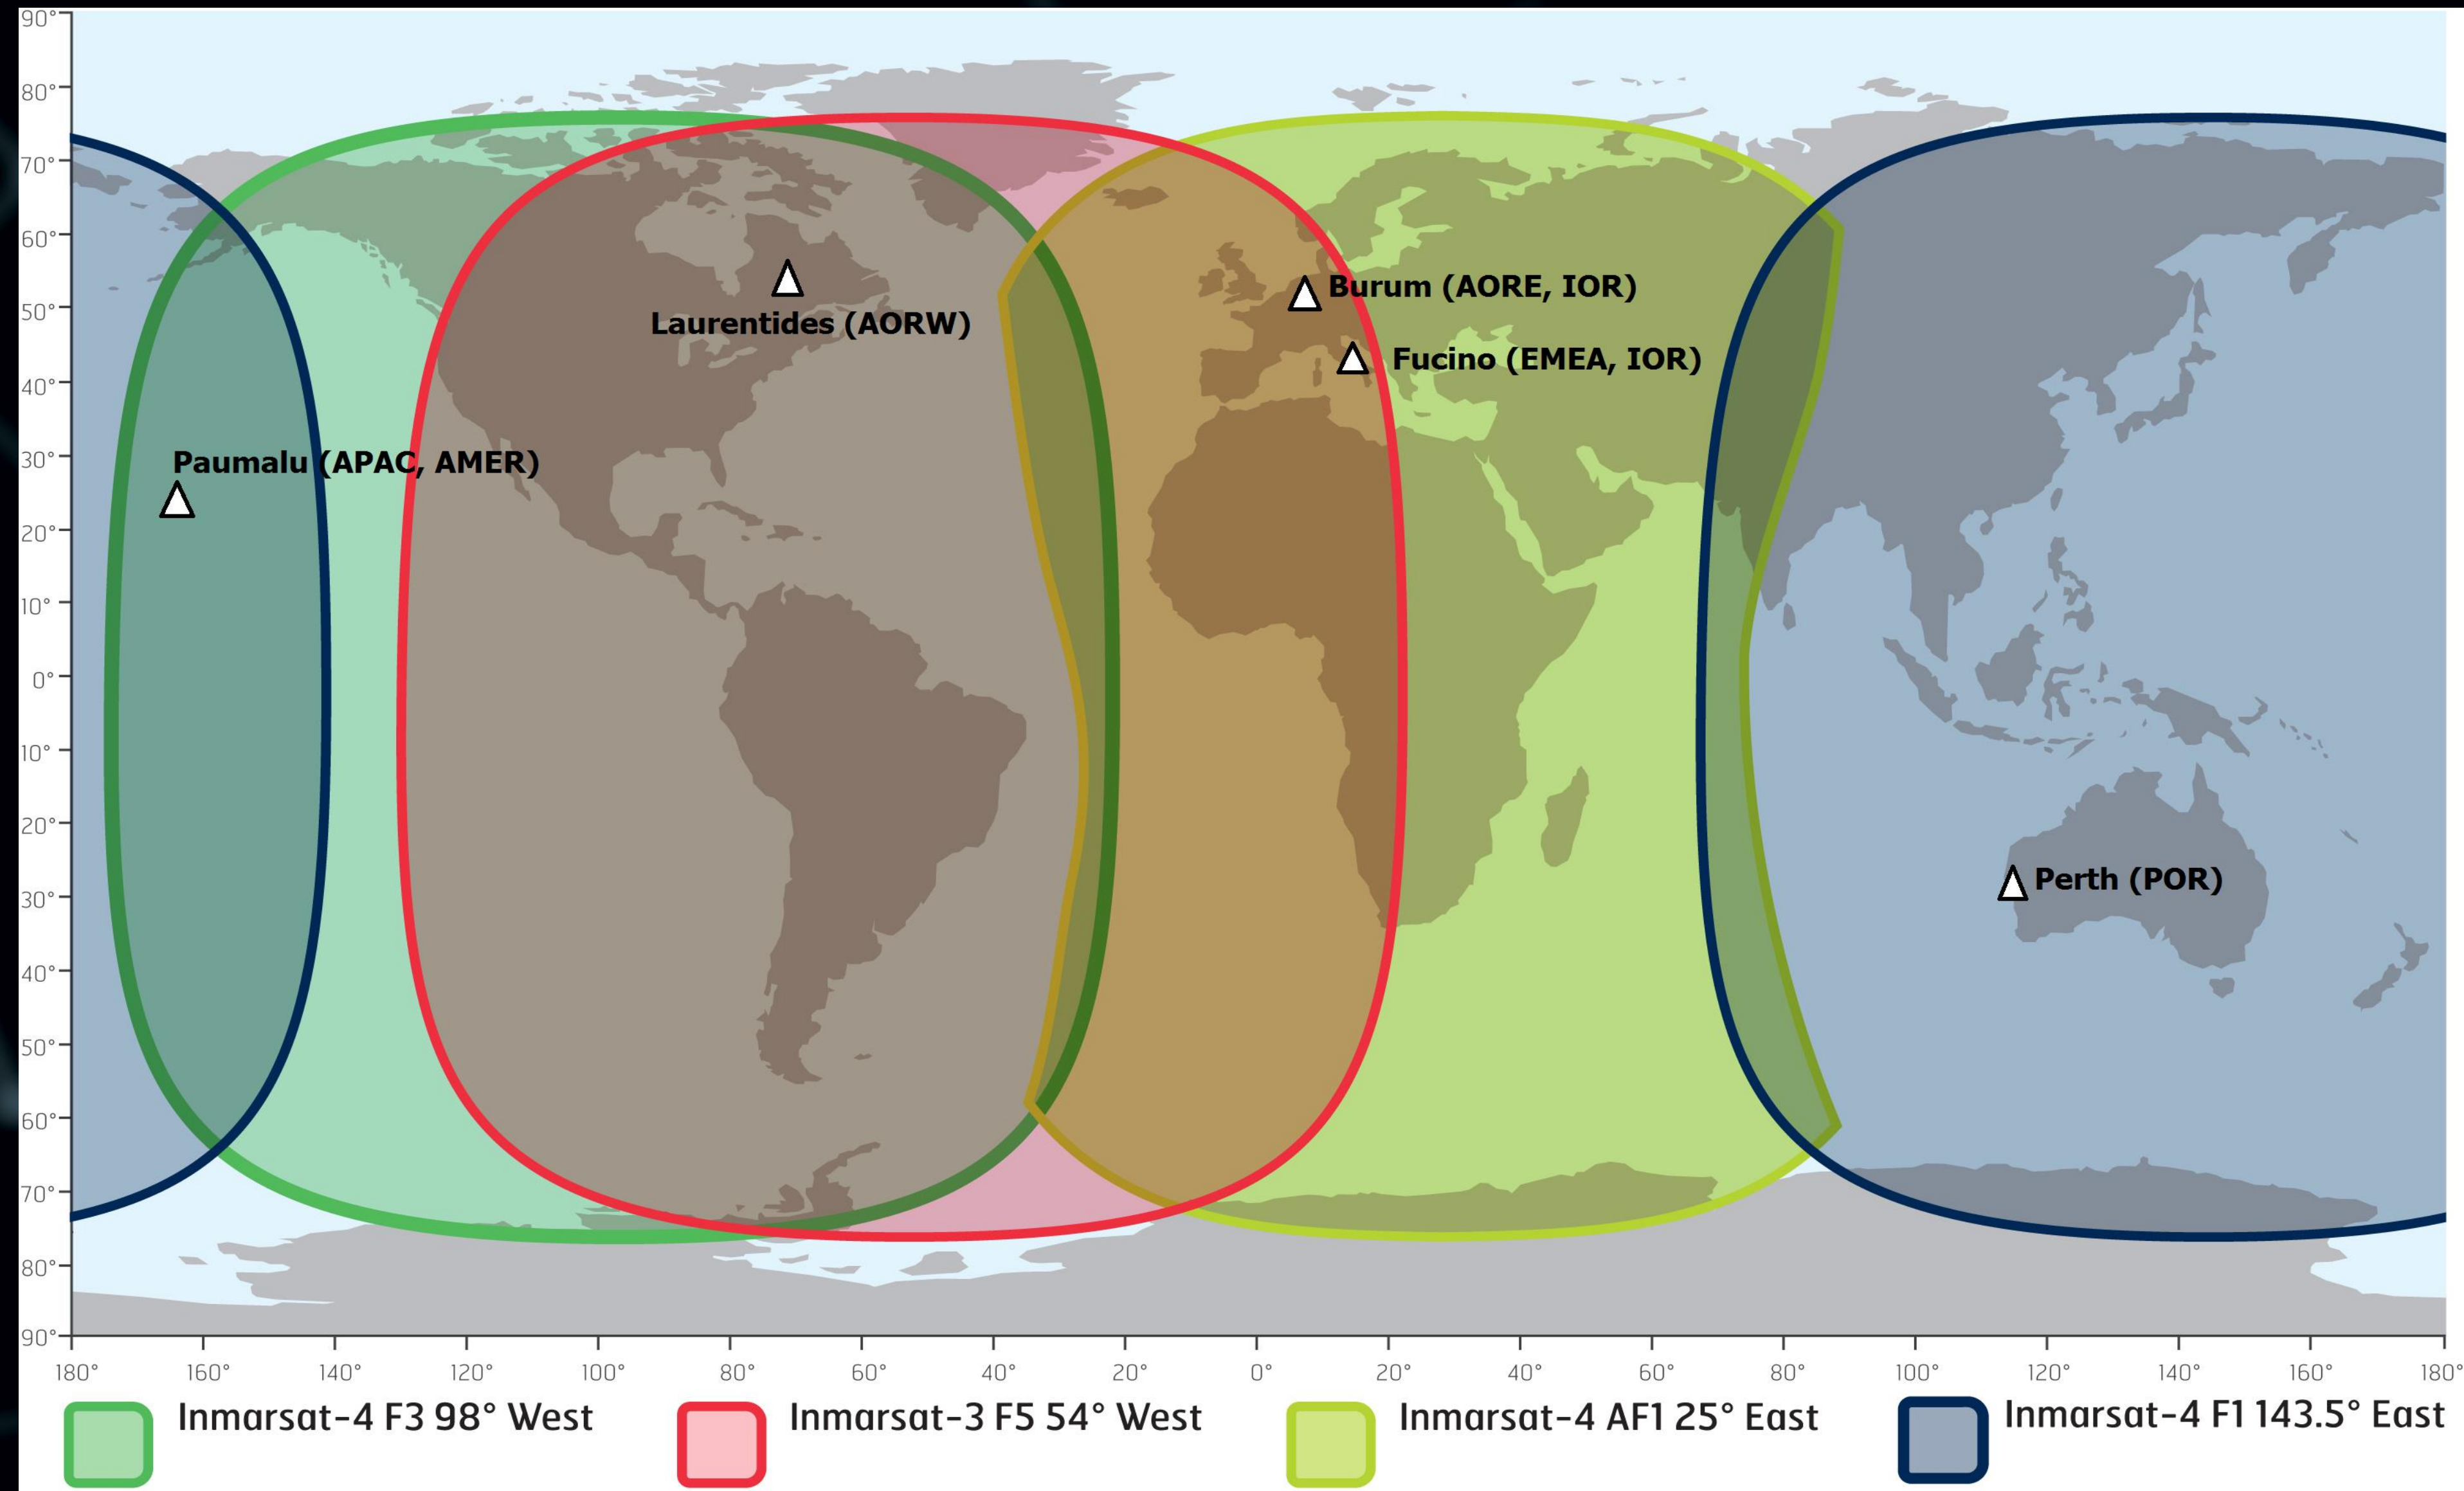 90°
80°
70°
60°
50°
40°
30°
20°
10°
0°
10°
20°
30°
40°
50°
60°
70°
80°
90°
Burum (AORE, IOR)
Laurentides (AORW)
Fucino (EMEA, IOR)
Paumalu (APAC, AMER)
Perth (POR)
180° 160° 140° 120° 100° 80° 60° 40° 20° 0° 20° 40° 60° 80° 100° 120° 140° 160° 180°
Inmarsat-4 F3 98° West
Inmarsat-3 F5 54° West
Inmarsat-4 AF1 25° East
Inmarsat-4 F1 143.5° East